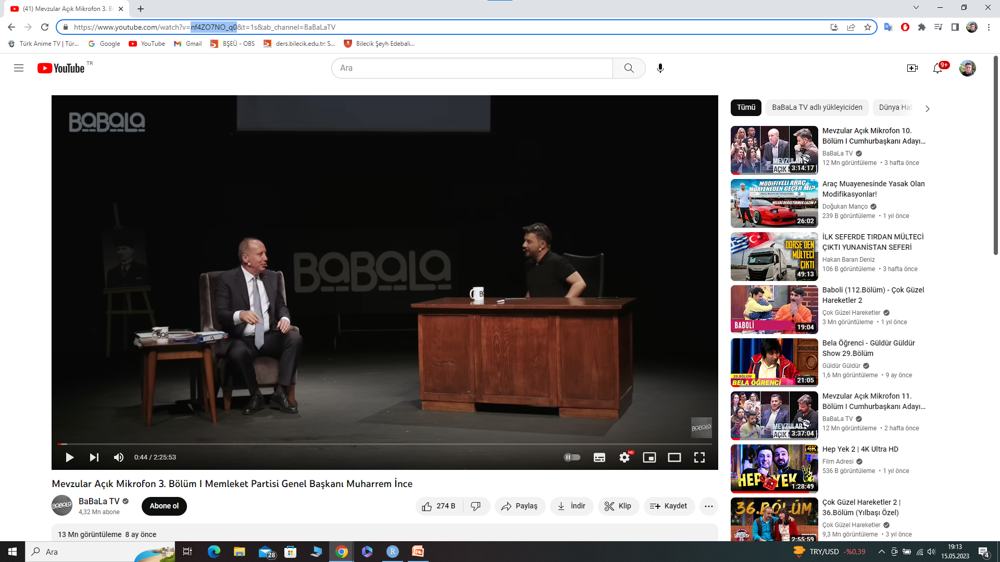 (41) Mevzular Açık Mikrofon 3. Bö
https://www.youtube.com/watch?v=nf4ZO7NO_q0&t=1s&ab_channel=BaBaLaTV
Türk Anime TV | Tür...
Google
YouTube
Gmail
BŞEÜ - OBS
ders.bilecik.edu.tr: S...
Bilecik Şeyh Edebali...
YouTube TR
Ara
9+
BaBaLa
BaBaLa
BaBaLa
0:44 / 2:25:53
HD
Mevzular Açık Mikrofon 3. Bölüm I Memleket Partisi Genel Başkanı Muharrem İnce
BaBaLa
BaBaLa TV
4,32 Mn abone
Abone ol
274 B
Paylaş
İndir
Klip
Kaydet
13 Mn görüntüleme 8 ay önce
Tümü
BaBaLa TV adlı yükleyiciden
Dünya Hab
MEVZULAR
AÇIK
3:14:17
Mevzular Açık Mikrofon 10.
Bölüm I Cumhurbaşkanı Adayı...
BaBaLa TV
12 Mn görüntüleme • 3 hafta önce
MODİFİYELİ ARAÇ
MUAYENEDEN GEÇER Mİ?
ARAÇ MUAYENE İSTASYONU
NELERİ DEĞİŞTİRMEK LAZIM ?
26:02
Araç Muayenesinde Yasak Olan
Modifikasyonlar!
Doğukan Manço
239 B görüntüleme • 1 yıl önce
DORSE'DEN
MÜLTECİ
ÇIKTI
49:13
İLK SEFERDE TIRDAN MÜLTECİ
ÇIKTI YUNANİSTAN SEFERİ
Hakan Baran Deniz
106 B görüntüleme • 3 hafta önce
BABOLİ
19:04
Baboli (112.Bölüm) - Çok Güzel
Hareketler 2
Çok Güzel Hareketler
3 Mn görüntüleme • 1 yıl önce
29.BÖLÜM
BELA ÖĞRENCİ
21:05
Bela Öğrenci - Güldür Güldür
Show 29.Bölüm
Güldür Güldür
1,6 Mn görüntüleme • 9 ay önce
MEVZULAR
AÇIK
3:37:04
Mevzular Açık Mikrofon 11.
Bölüm I Cumhurbaşkanı Adayı...
BaBaLa TV
12 Mn görüntüleme • 2 hafta önce
4K
HEP YEK
1:28:49
Hep Yek 2 | 4K Ultra HD
Film Adresi
536 B görüntüleme • 1 yıl önce
36.BÖLÜM
2:55:59
Çok Güzel Hareketler 2 |
36.Bölüm (Yılbaşı Özel)
Çok Güzel Hareketler
9,3 Mn görüntüleme • 3 yıl önce
Ara
28
R
TRY/USD -%0.39
19:13
15.05.2023
4